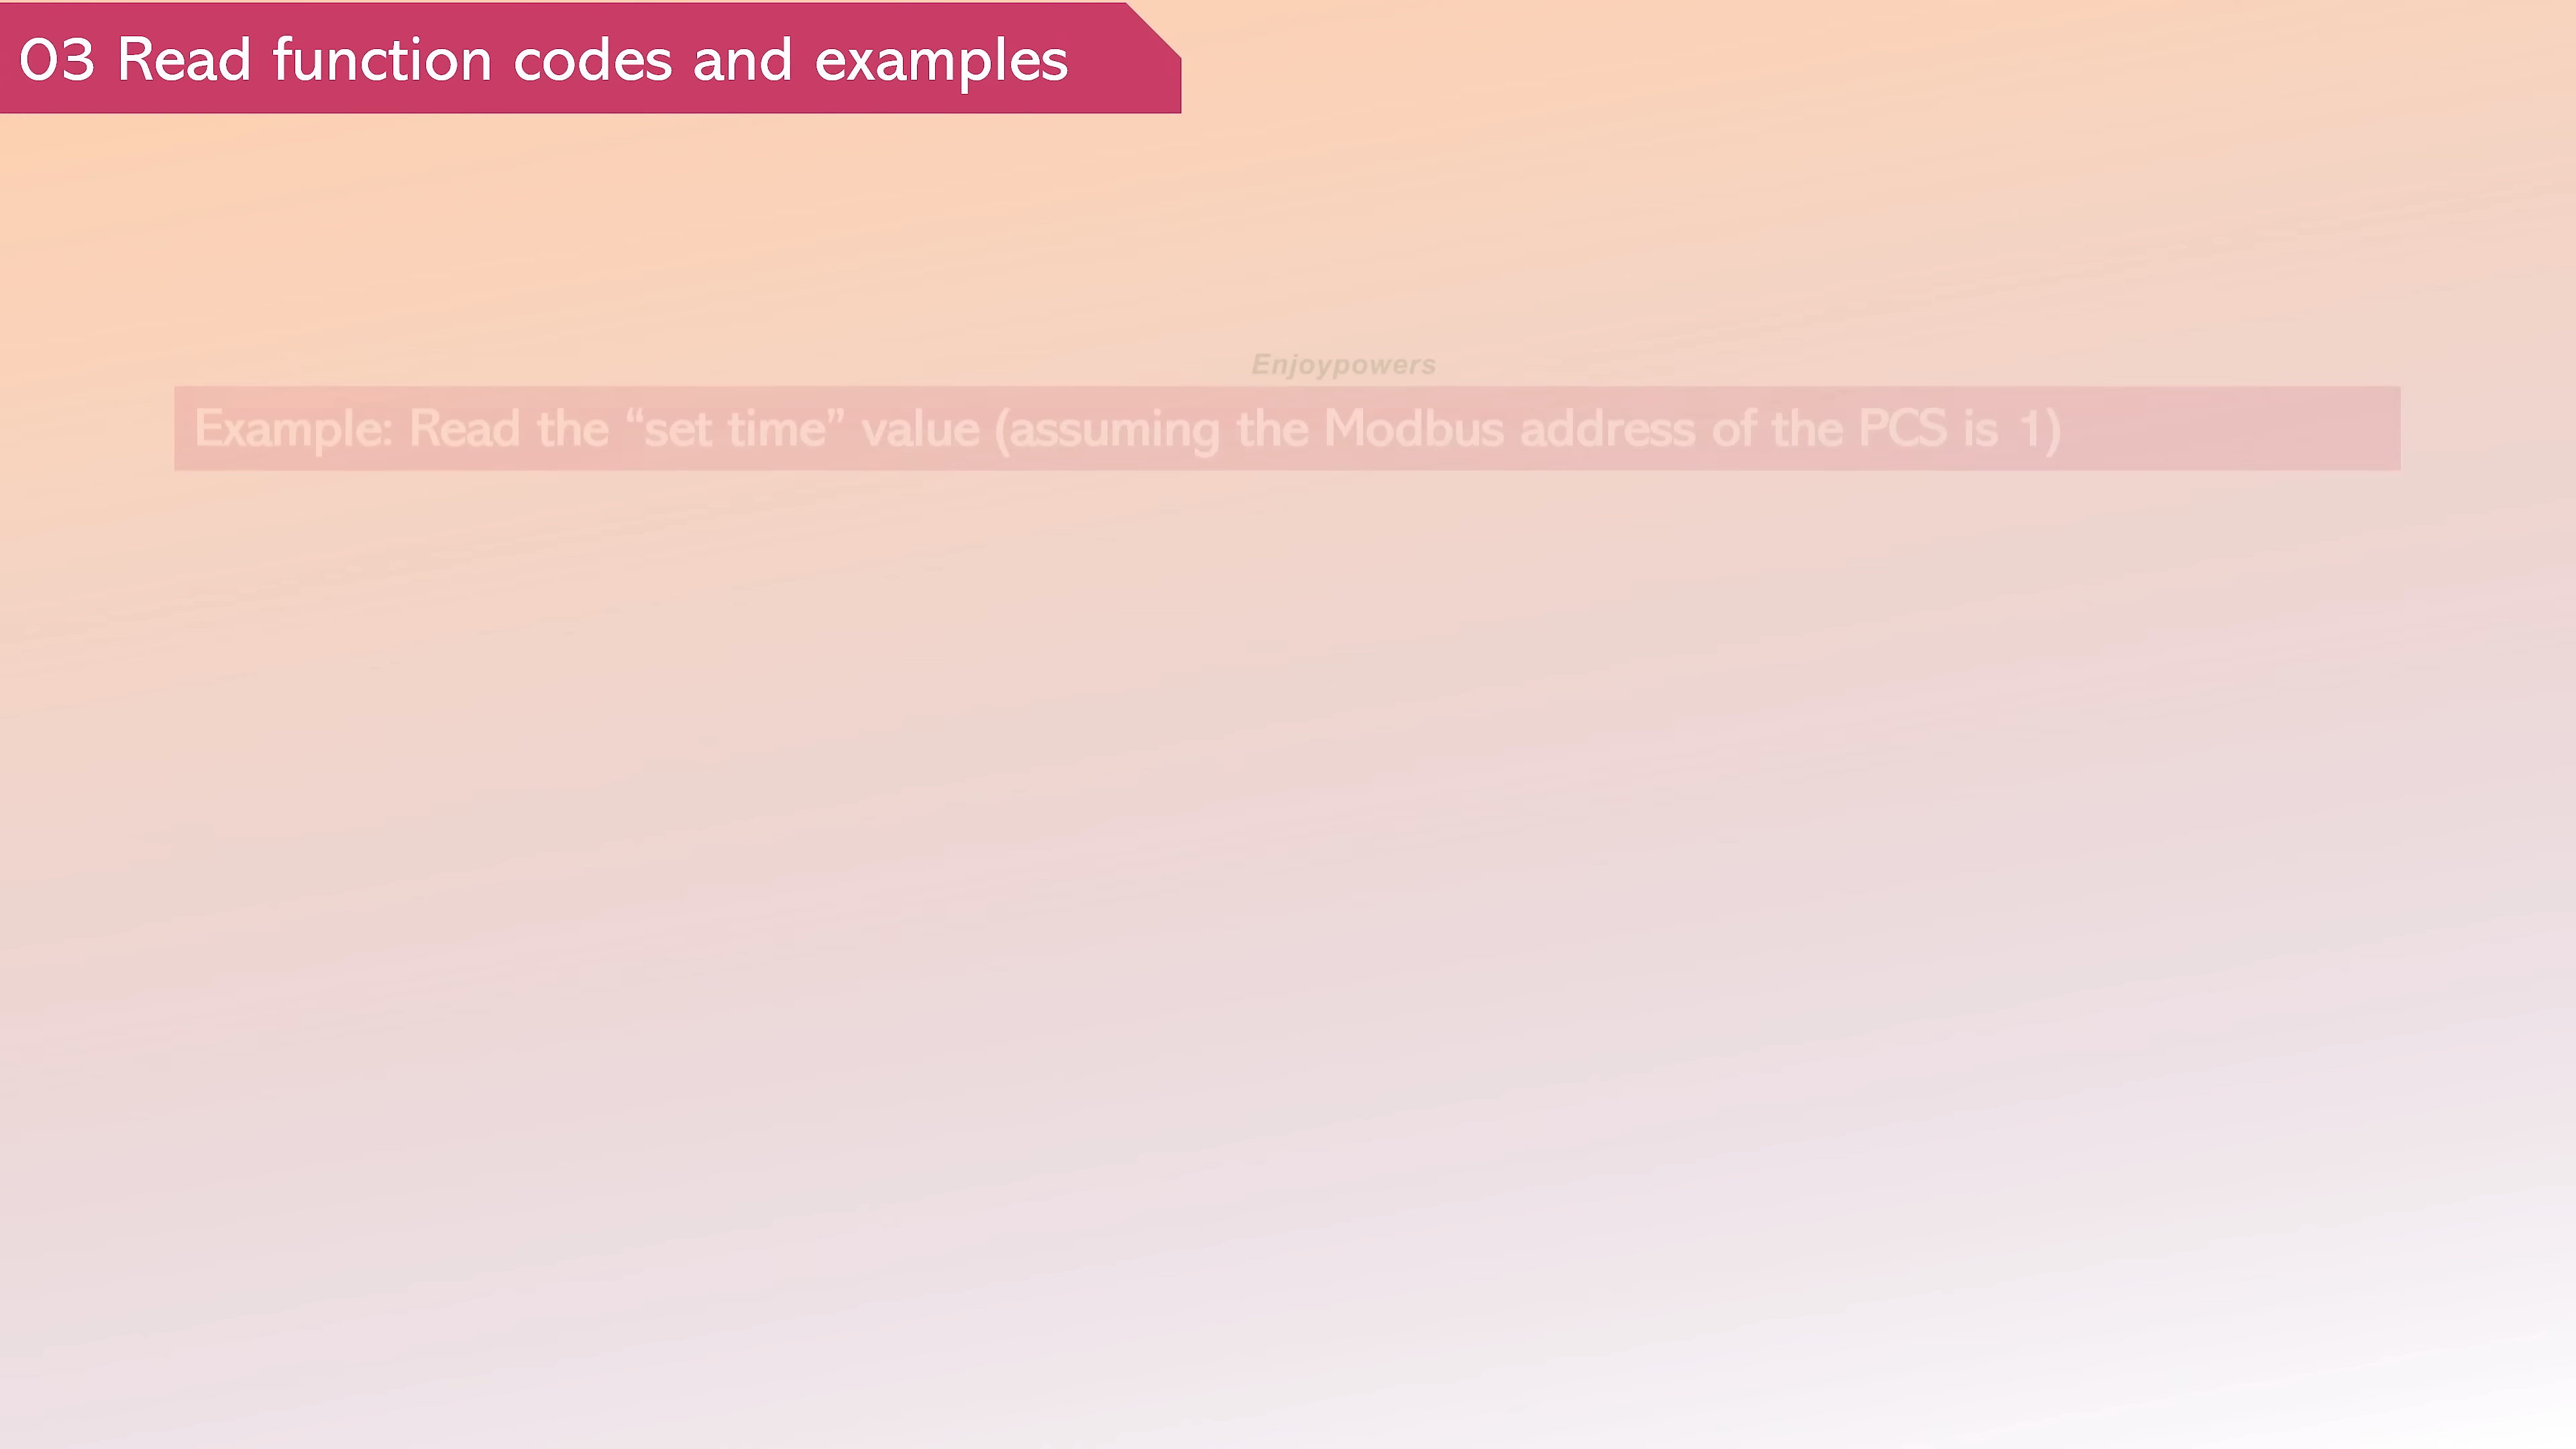 03 Read function codes and examples
Enjoypowers
Example: Read the “set time” value (assuming the Modbus address of the PCS is 1)